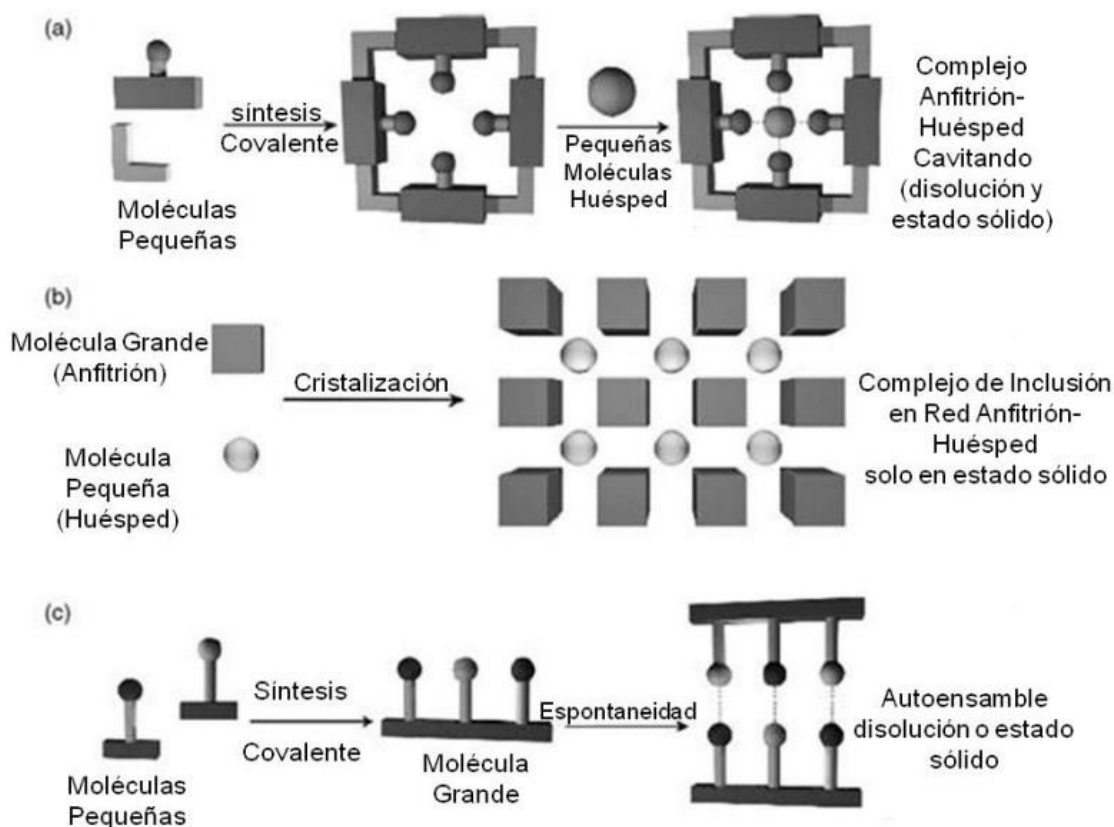 (a)
Moléculas
Pequeñas
síntesis
Covalente
Pequeñas
Moléculas
Huésped
Complejo
Anfitrión-
Huésped
Cavitando
(disolución y
estado sólido)
(b)
Molécula Grande
(Anfitrión)
Molécula
Pequeña
(Huésped)
Cristalización
Complejo de Inclusión
en Red Anfitrión-
Huésped
solo en estado sólido
(c)
Moléculas
Pequeñas
Síntesis
Covalente
Molécula
Grande
Espontaneidad
Autoensamble
disolución o estado
sólido